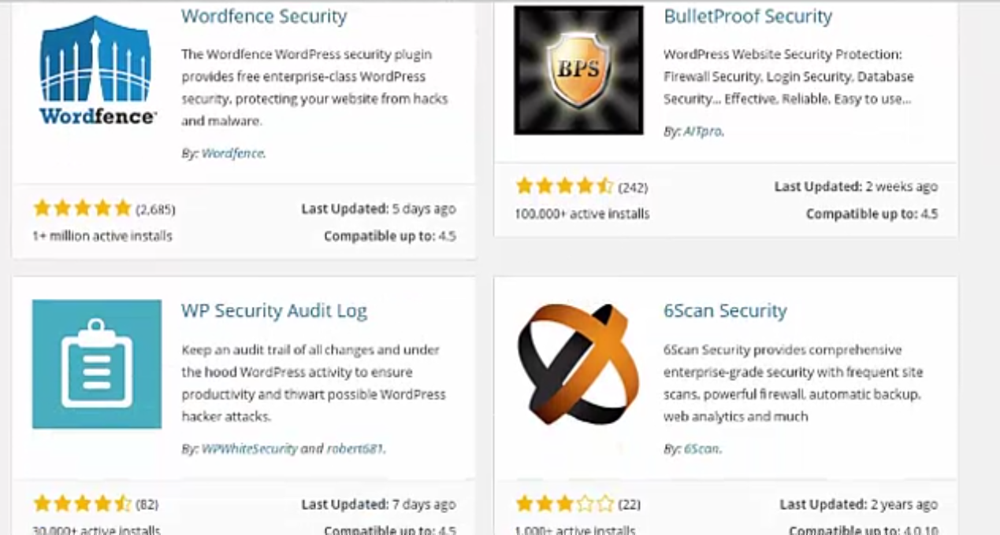 Wordfence Security
The Wordfence WordPress security plugin
provides free enterprise-class WordPress
security, protecting your website from hacks
and malware.
By: Wordfence.
Wordfence
(2,685)
Last Updated: 5 days ago
1+ million active installs
Compatible up to: 4.5
BulletProof Security
WordPress Website Security Protection:
Firewall Security, Login Security, Database
Security... Effective, Reliable, Easy to use...
By: AITpro.
BPS
(242)
Last Updated: 2 weeks ago
100,000+ active installs
Compatible up to: 4.5
WP Security Audit Log
Keep an audit trail of all changes and under
the hood WordPress activity to ensure
productivity and thwart possible WordPress
hacker attacks.
By: WPWhiteSecurity and robert681.
(82)
Last Updated: 7 days ago
30,000+ active installs
Compatible up to: 4.5
6Scan Security
6Scan Security provides comprehensive
enterprise-grade security with frequent site
scans, powerful firewall, automatic backup,
web analytics and much
By: 6Scan.
(22)
Last Updated: 2 years ago
1,000+ active installs
Compatible up to: 4.0.10